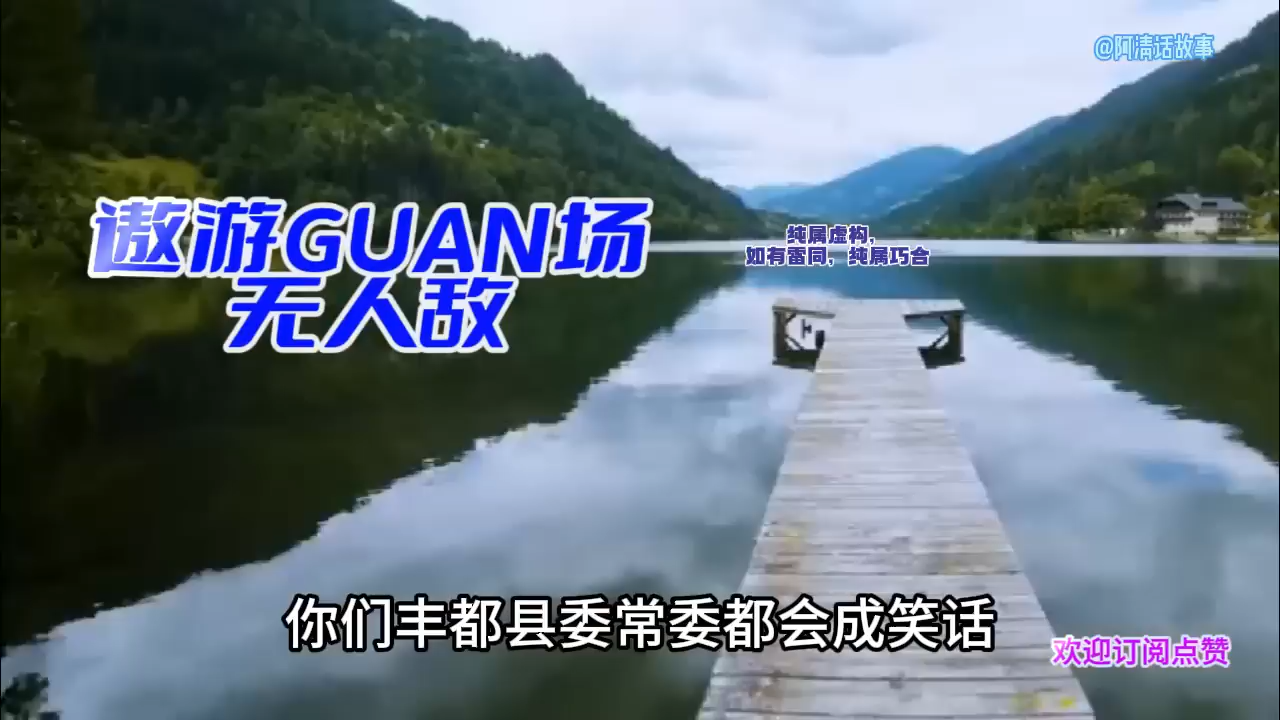 @阿清话故事
遨游GUAN场
无人敌
纯属虚构,
如有雷同, 纯属巧合
你们丰都县委常委都会成笑话
欢迎订阅点赞